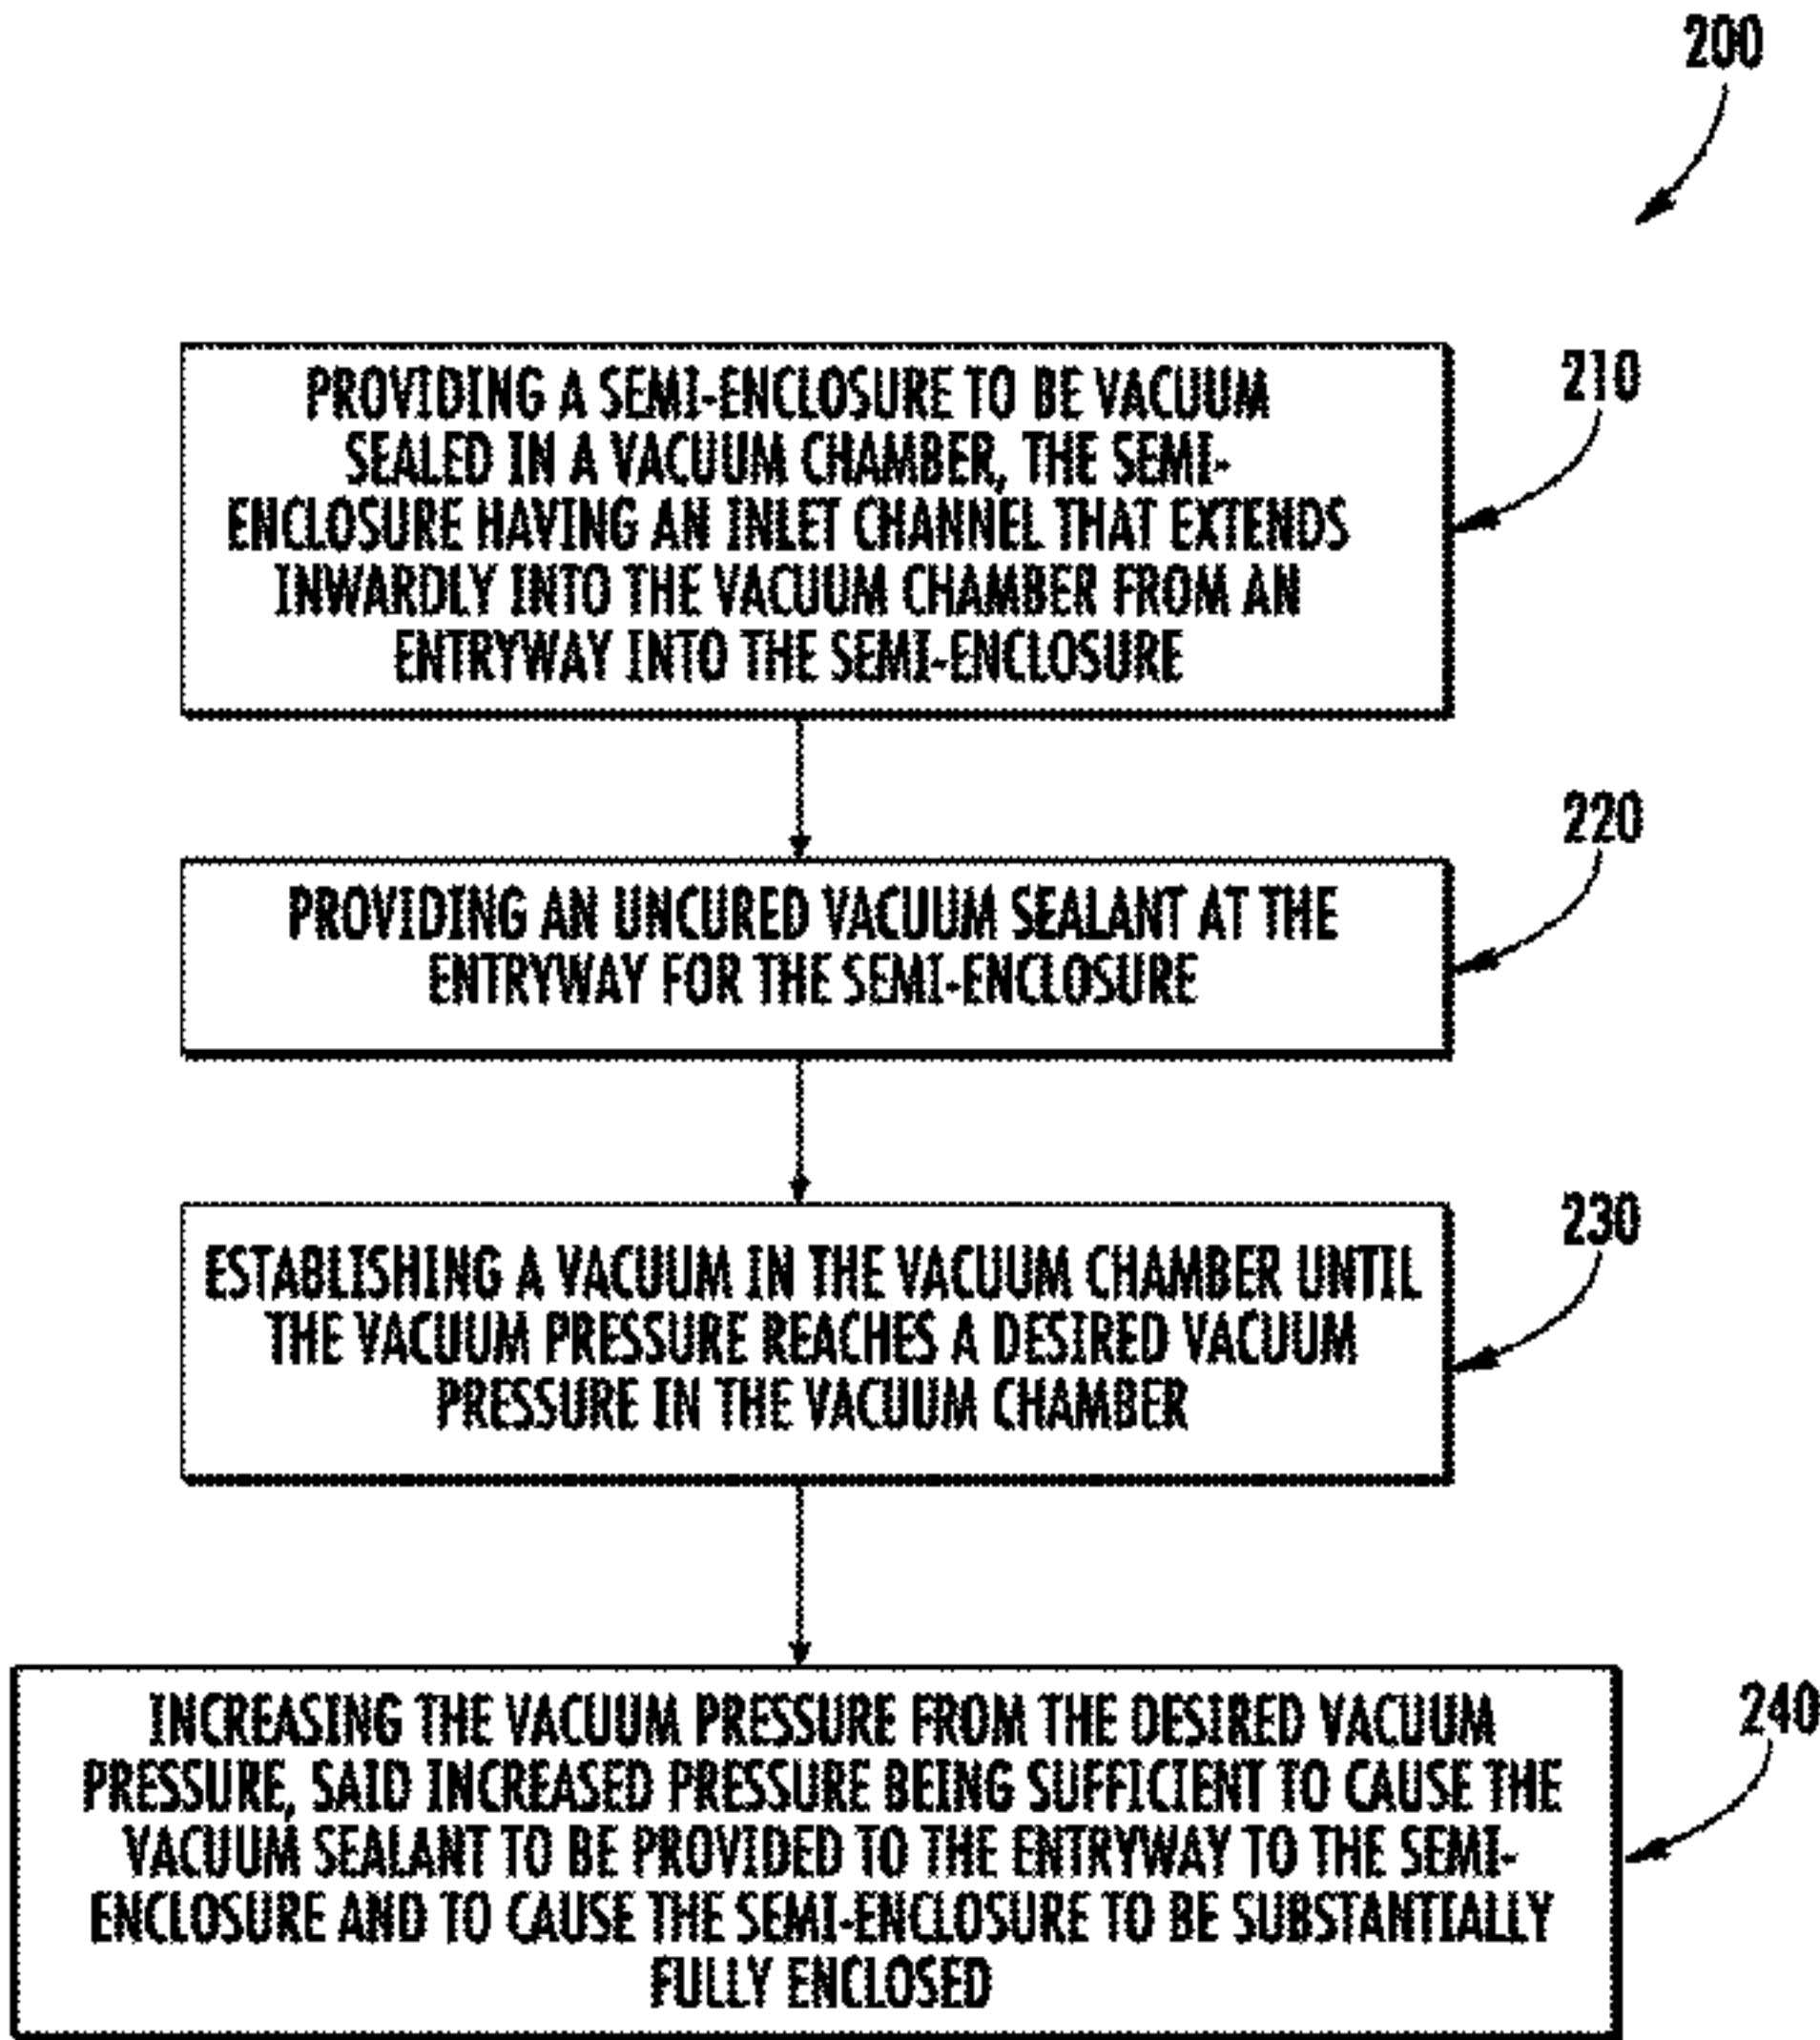 200
PROVIDING A SEMI-ENCLOSURE TO BE VACUUM
SEALED IN A VACUUM CHAMBER, THE SEMI-
ENCLOSURE HAVING AN INLET CHANNEL THAT EXTENDS
INWARDLY INTO THE VACUUM CHAMBER FROM AN
ENTRYWAY INTO THE SEMI-ENCLOSURE
210
PROVIDING AN UNCURED VACUUM SEALANT AT THE
ENTRYWAY FOR THE SEMI-ENCLOSURE
220
ESTABLISHING A VACUUM IN THE VACUUM CHAMBER UNTIL
THE VACUUM PRESSURE REACHES A DESIRED VACUUM
PRESSURE IN THE VACUUM CHAMBER
230
INCREASING THE VACUUM PRESSURE FROM THE DESIRED VACUUM
PRESSURE, SAID INCREASED PRESSURE BEING SUFFICIENT TO CAUSE THE
VACUUM SEALANT TO BE PROVIDED TO THE ENTRYWAY TO THE SEMI-
ENCLOSURE AND TO CAUSE THE SEMI-ENCLOSURE TO BE SUBSTANTIALLY
FULLY ENCLOSED
240